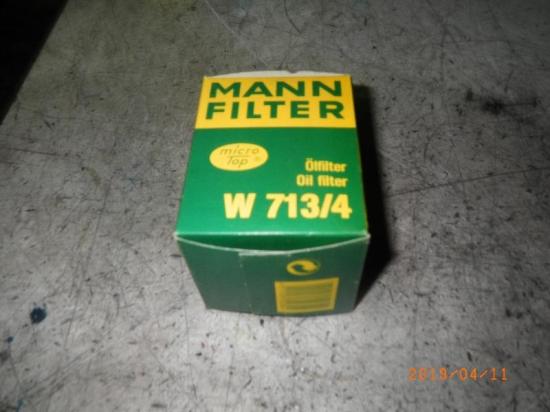 MANN
FILTER
micro
Top®
Ölfilter
Oil filter
W 713/4
2013/04/11